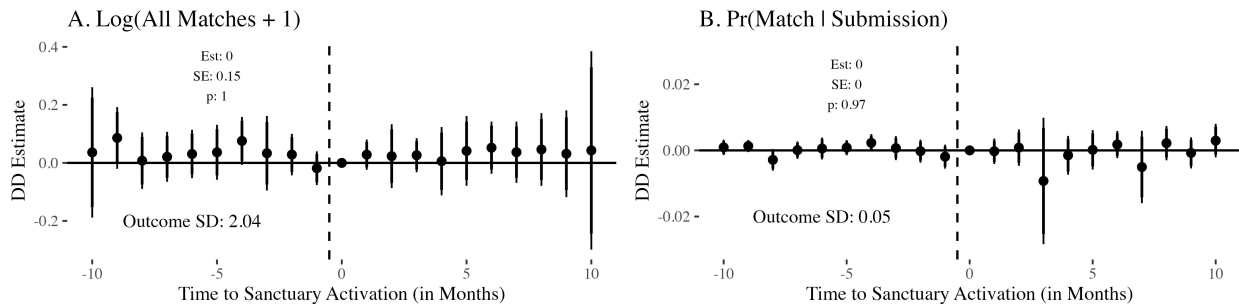 A. Log(All Matches + 1)
DD Estimate
0.4
0.2
0.0
-0.2
Est: 0
SE: 0.15
p: 1
Outcome SD: 2.04
-10
-5
0
5
10
Time to Sanctuary Activation (in Months)
B. Pr(Match | Submission)
DD Estimate
0.02
0.00
-0.02
Est: 0
SE: 0
p: 0.97
Outcome SD: 0.05
-10
-5
0
5
10
Time to Sanctuary Activation (in Months)